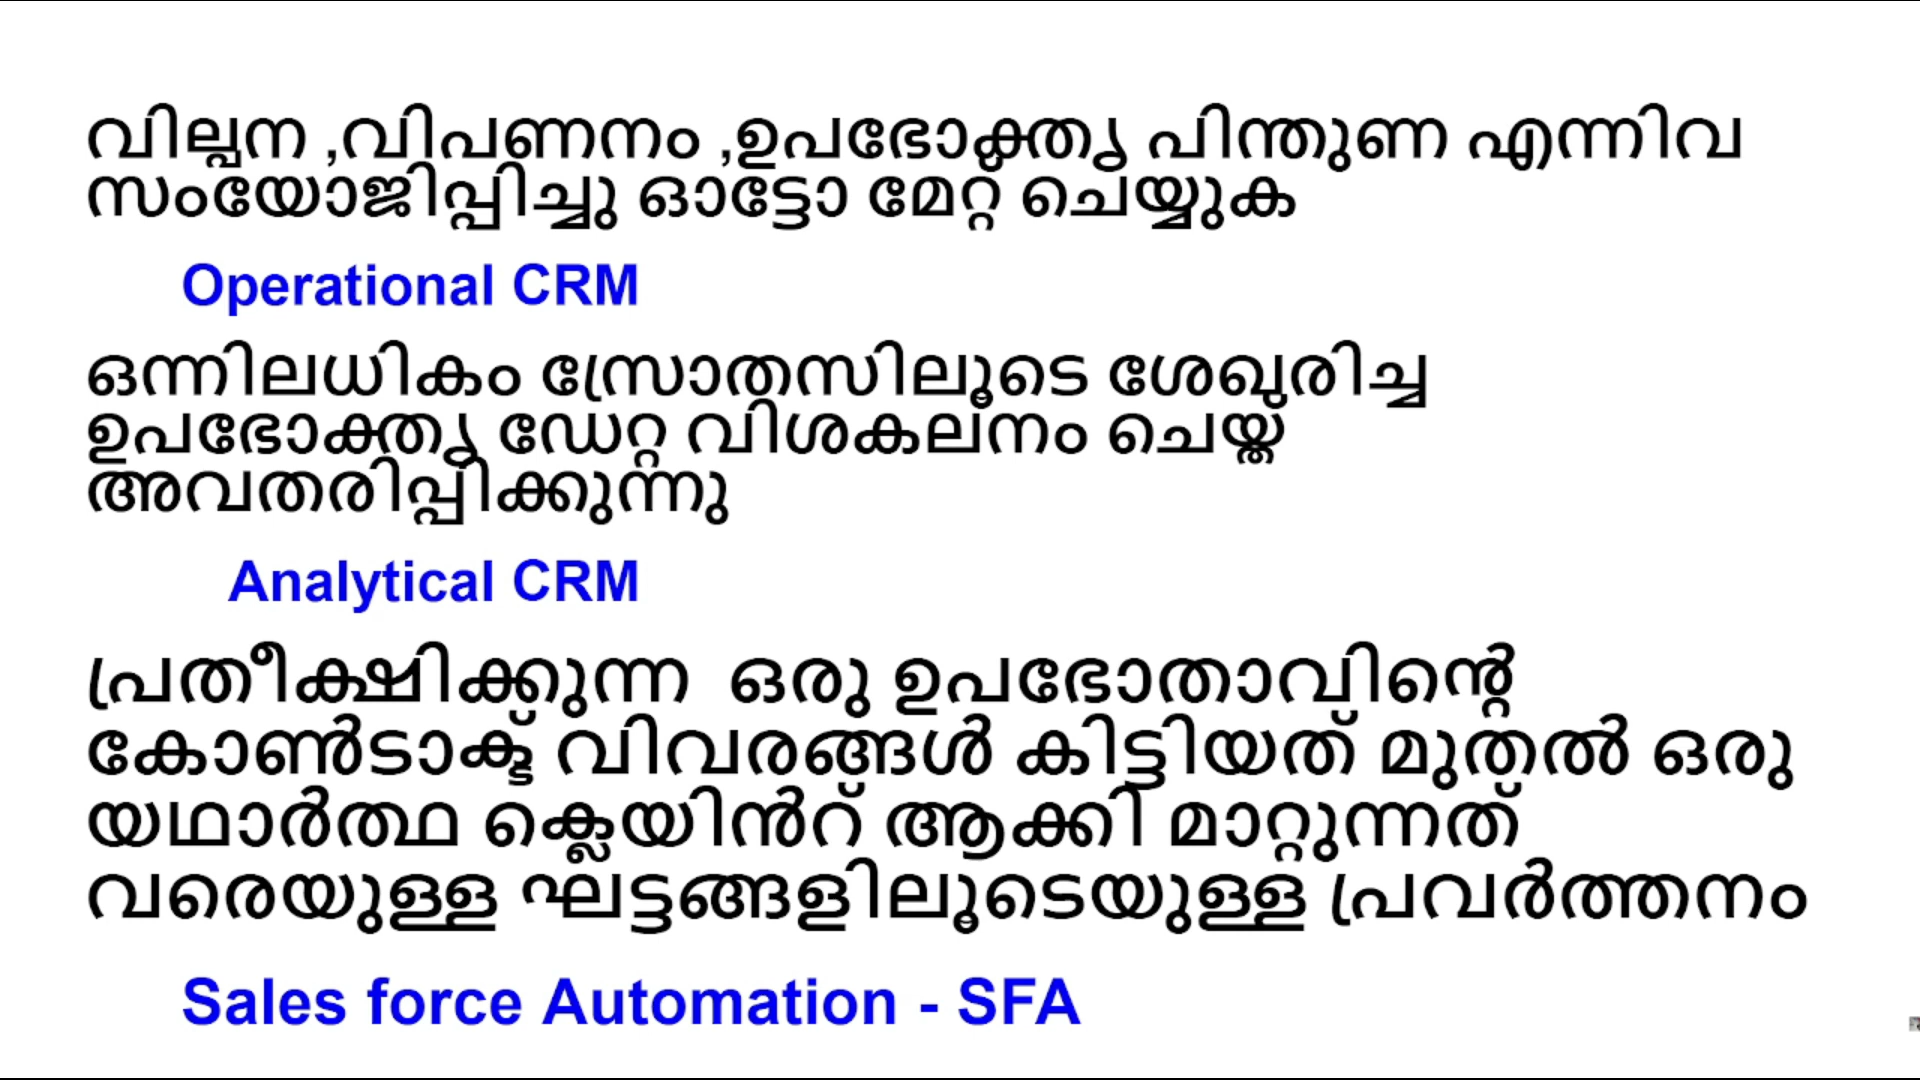 വില്പന ,വിപണനം ,ഉപഭോക്തൃ പിന്തുണ എന്നിവ
സംയോജിപ്പിച്ചു ഓട്ടോ മേറ്റ് ചെയ്യുക
Operational CRM
ഒന്നിലധികം സ്രോതസിലൂടെ ശേഖരിച്ച
ഉപഭോക്തൃ ഡേറ്റ വിശകലനം ചെയ്ത്
അവതരിപ്പിക്കുന്നു
Analytical CRM
പ്രതീക്ഷിക്കുന്ന ഒരു ഉപഭോതാവിന്റെ
കോൺടാക്ട് വിവരങ്ങൾ കിട്ടിയത് മുതൽ ഒരു
യഥാർത്ഥ ക്ലെയിൻറ് ആക്കി മാറ്റുന്നത്
വരെയുള്ള ഘട്ടങ്ങളിലൂടെയുള്ള പ്രവർത്തനം
Sales force Automation - SFA